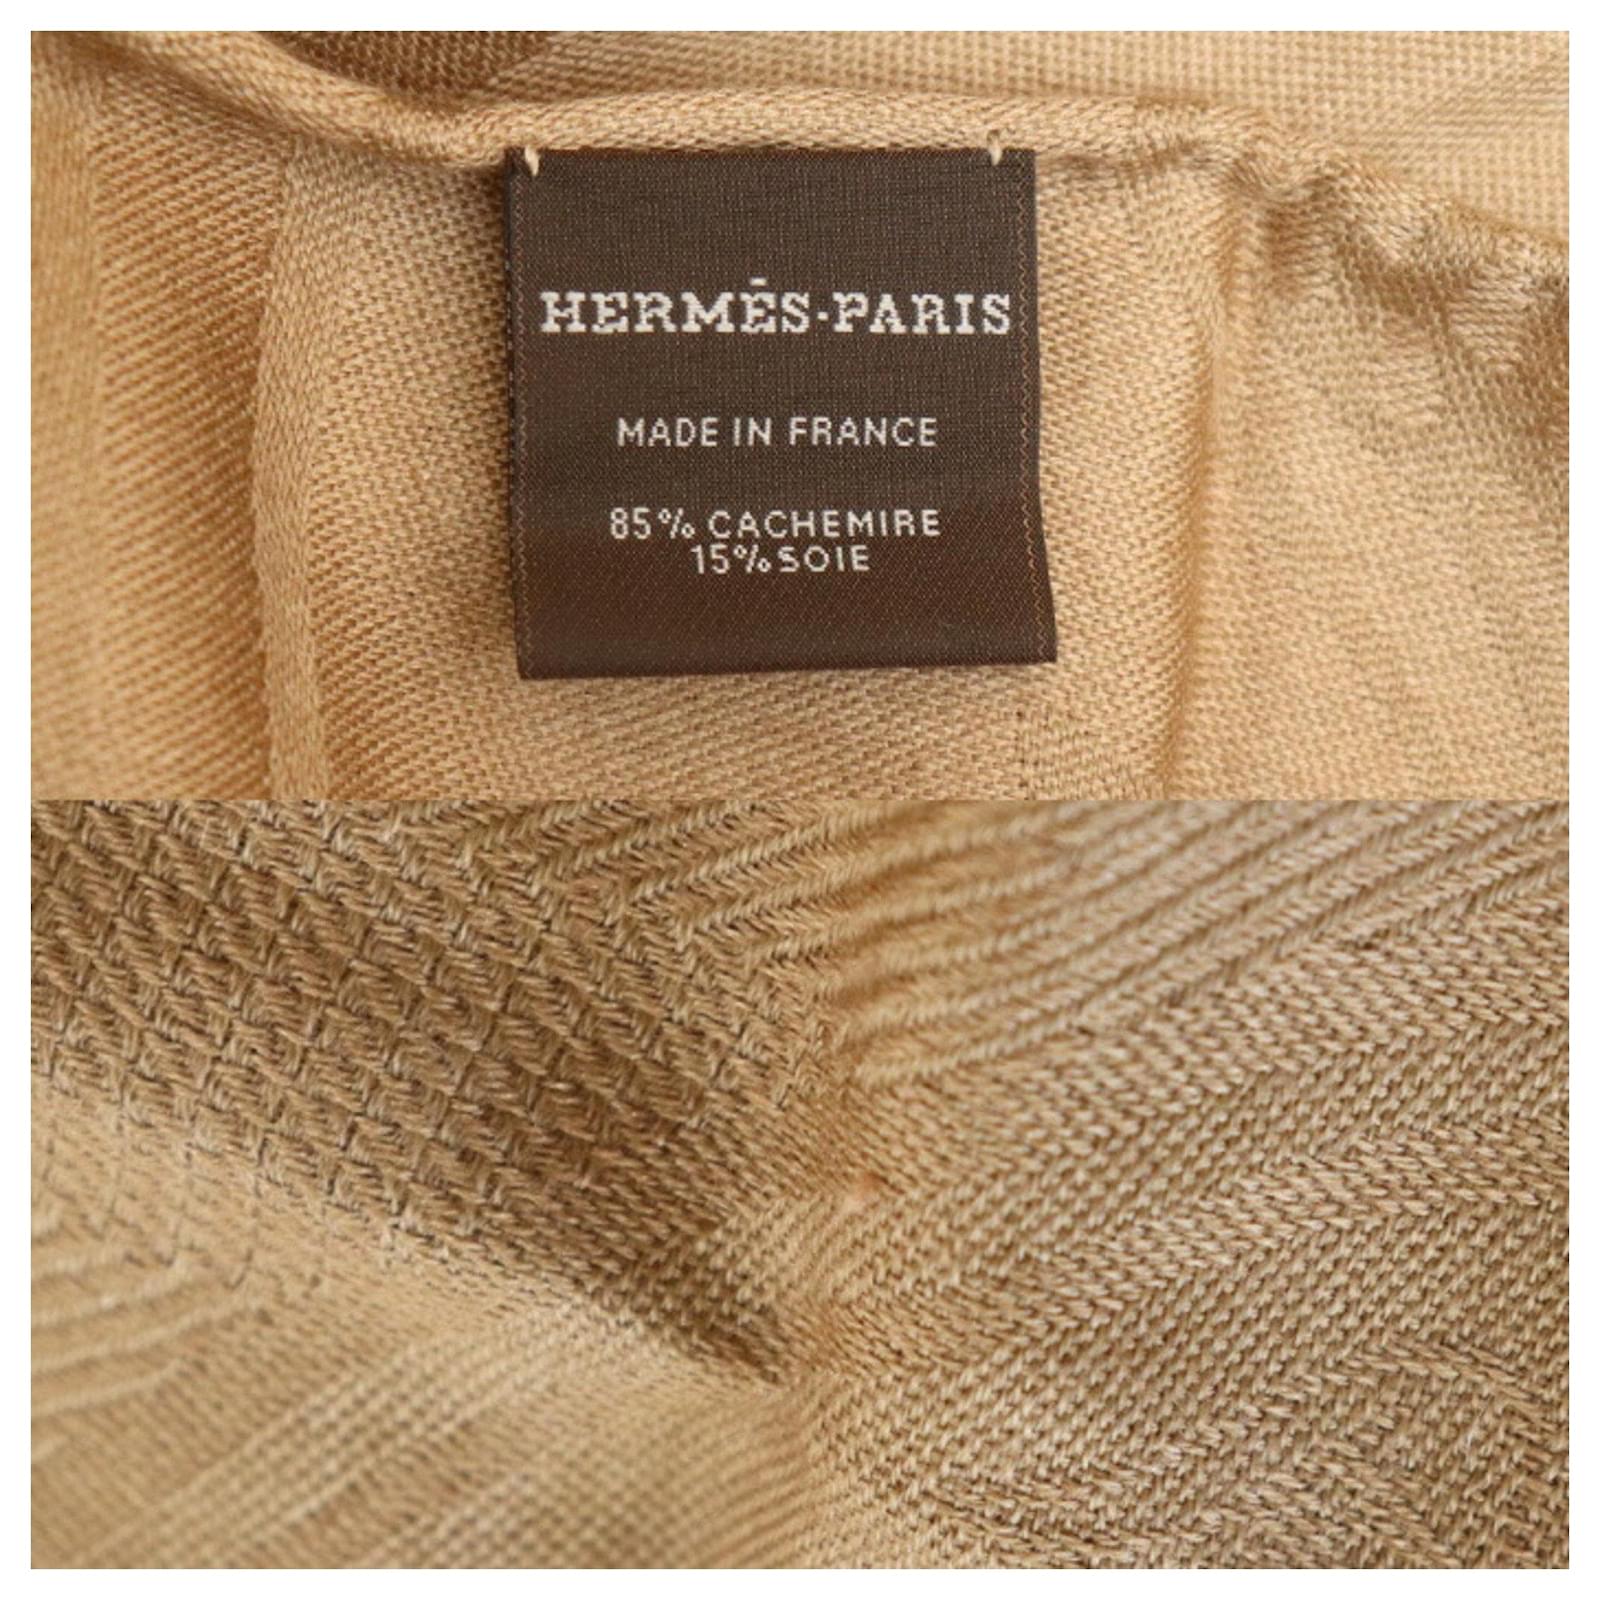 HERMÈS-PARIS
MADE IN FRANCE
85% CACHEMIRE
15% SOIE